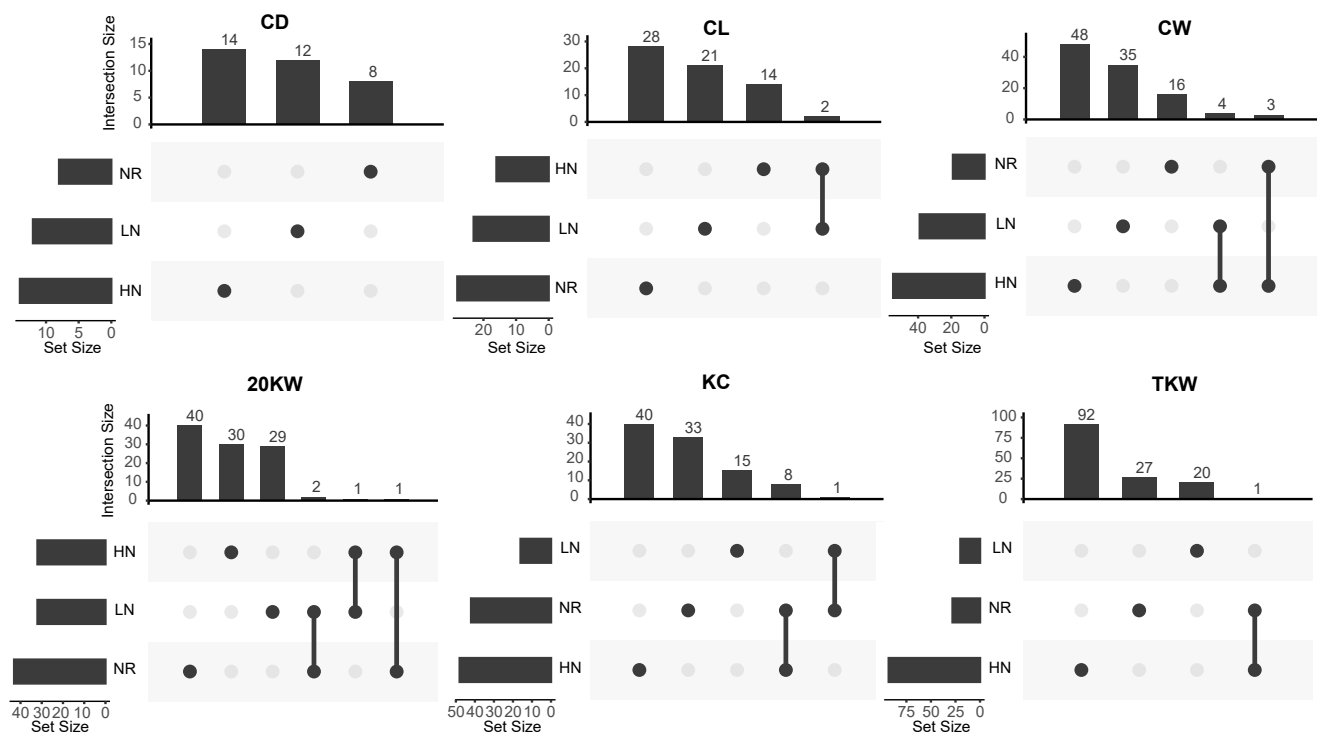 CD
Intersection Size
15
10
5
0
14
12
8
NR
LN
HN
10 5 0
Set Size
CL
30
20
10
0
28
21
14
2
HN
LN
NR
20 10 0
Set Size
CW
40
20
0
48
35
16
4
3
NR
LN
HN
40 20 0
Set Size
20KW
Intersection Size
40
30
20
10
0
40
30
29
2
1
1
HN
LN
NR
40 30 20 10 0
Set Size
KC
40
30
20
10
0
40
33
15
8
1
LN
NR
HN
50 40 30 20 10 0
Set Size
TKW
100
75
50
25
0
92
27
20
1
LN
NR
HN
75 50 25 0
Set Size